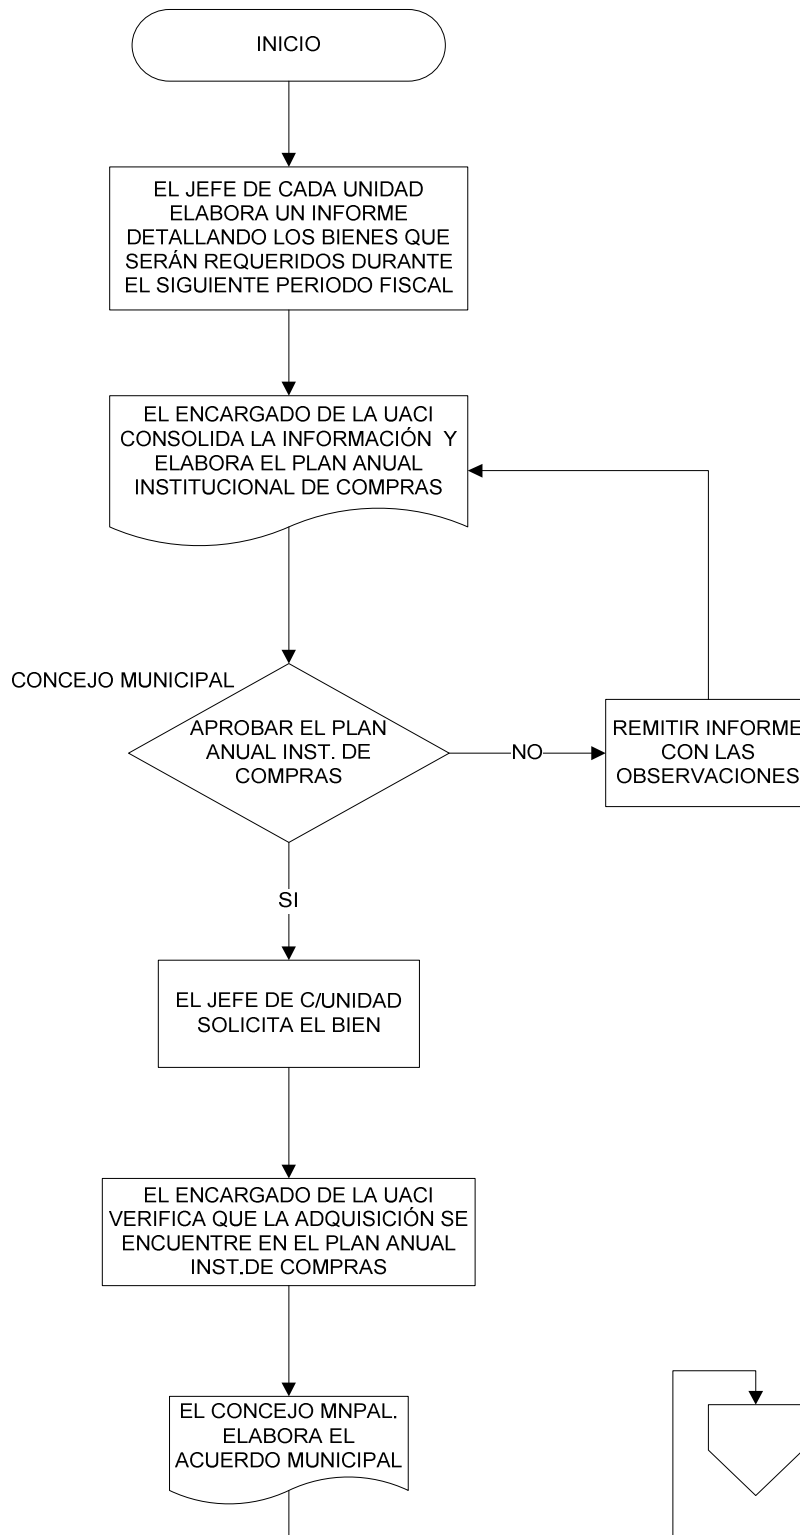 INICIO
EL JEFE DE CADA UNIDAD
ELABORA UN INFORME
DETALLANDO LOS BIENES QUE
SERÁN REQUERIDOS DURANTE
EL SIGUIENTE PERIODO FISCAL
EL ENCARGADO DE LA UACI
CONSOLIDA LA INFORMACIÓN Y
ELABORA EL PLAN ANUAL
INSTITUCIONAL DE COMPRAS
CONCEJO MUNICIPAL
APROBAR EL PLAN
ANUAL INST. DE
COMPRAS
NO
REMITIR INFORME
CON LAS
OBSERVACIONES
SI
EL JEFE DE C/UNIDAD
SOLICITA EL BIEN
EL ENCARGADO DE LA UACI
VERIFICA QUE LA ADQUISICIÓN SE
ENCUENTRE EN EL PLAN ANUAL
INST.DE COMPRAS
EL CONCEJO MNPAL.
ELABORA EL
ACUERDO MUNICIPAL